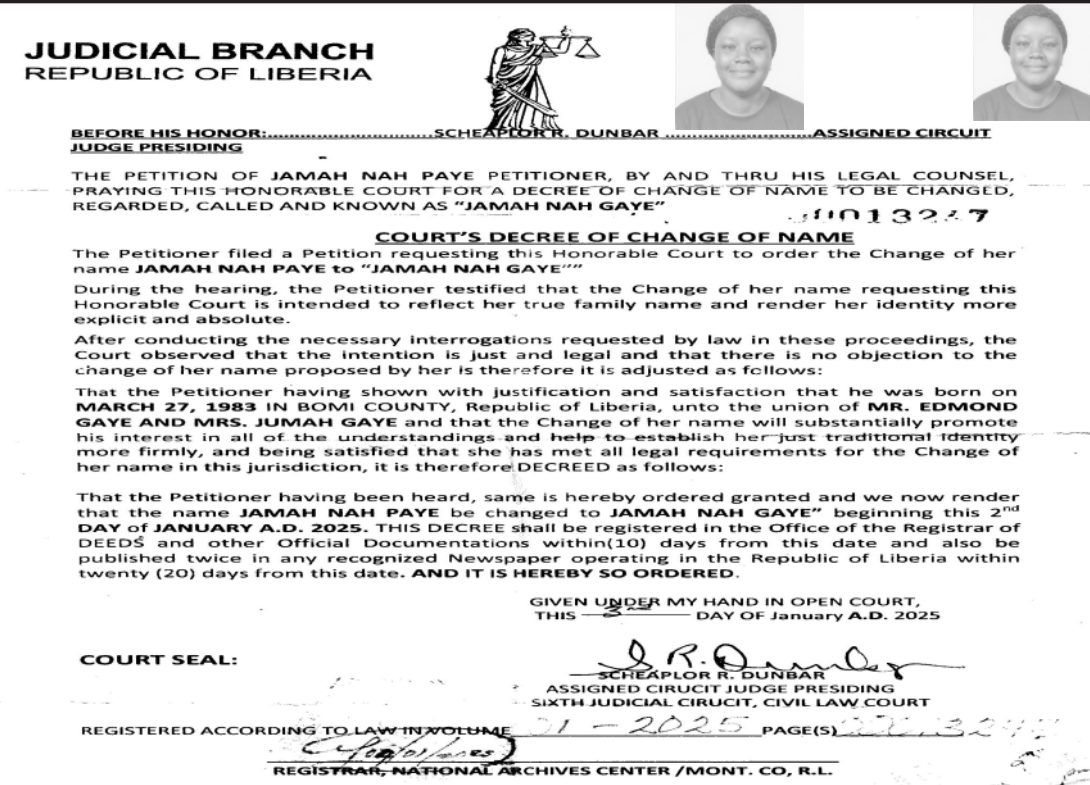 JUDICIAL BRANCH
REPUBLIC OF LIBERIA
BEFORE HIS HONOR:............................SCHEAPLOR R. DUNBAR ............................ASSIGNED CIRCUIT
JUDGE PRESIDING
THE PETITION OF JAMAH NAH PAYE PETITIONER, BY AND THRU HIS LEGAL COUNSEL,
PRAYING THIS HONORABLE COURT FOR A DECREE OF CHANGE OF NAME TO BE CHANGED,
REGARDED, CALLED AND KNOWN AS "JAMAH NAH GAYE"
COURT'S DECREE OF CHANGE OF NAME
The Petitioner filed a Petition requesting this Honorable Court to order the Change of her
name JAMAH NAH PAYE to "JAMAH NAH GAYE""
During the hearing, the Petitioner testified that the Change of her name requesting this
Honorable Court is intended to reflect her true family name and render her identity more
explicit and absolute.
After conducting the necessary interrogations requested by law in these proceedings, the
Court observed that the intention is just and legal and that there is no objection to the
change of her name proposed by her is therefore it is adjusted as follows:
That the Petitioner having shown with justification and satisfaction that he was born on
MARCH 27, 1983 IN BOMI COUNTY, Republic of Liberia, unto the union of MR. EDMOND
GAYE AND MRS. JUMAH GAYE and that the Change of her name will substantially promote
his interest in all of the understandings and help to establish her just traditional identity
more firmly, and being satisfied that she has met all legal requirements for the Change of
her name in this jurisdiction, it is therefore DECREED as follows:
That the Petitioner having been heard, same is hereby ordered granted and we now render
that the name JAMAH NAH PAYE be changed to JAMAH NAH GAYE" beginning this 2nd
DAY of JANUARY A.D. 2025. THIS DECREE shall be registered in the Office of the Registrar of
DEEDS and other Official Documentations within(10) days from this date and also be
published twice in any recognized Newspaper operating in the Republic of Liberia within
twenty (20) days from this date. AND IT IS HEREBY SO ORDERED.
GIVEN UNDER MY HAND IN OPEN COURT,
THIS 3rd DAY OF January A.D. 2025
COURT SEAL:
SCHEAPLOR R. DUNBAR
ASSIGNED CIRUCIT JUDGE PRESIDING
SIXTH JUDICIAL CIRUCIT, CIVIL LAW COURT
REGISTERED ACCORDING TO LAW IN VOLUME 01-2025 PAGE(S)
REGISTRAR, NATIONAL ARCHIVES CENTER /MONT. CO, R.L.